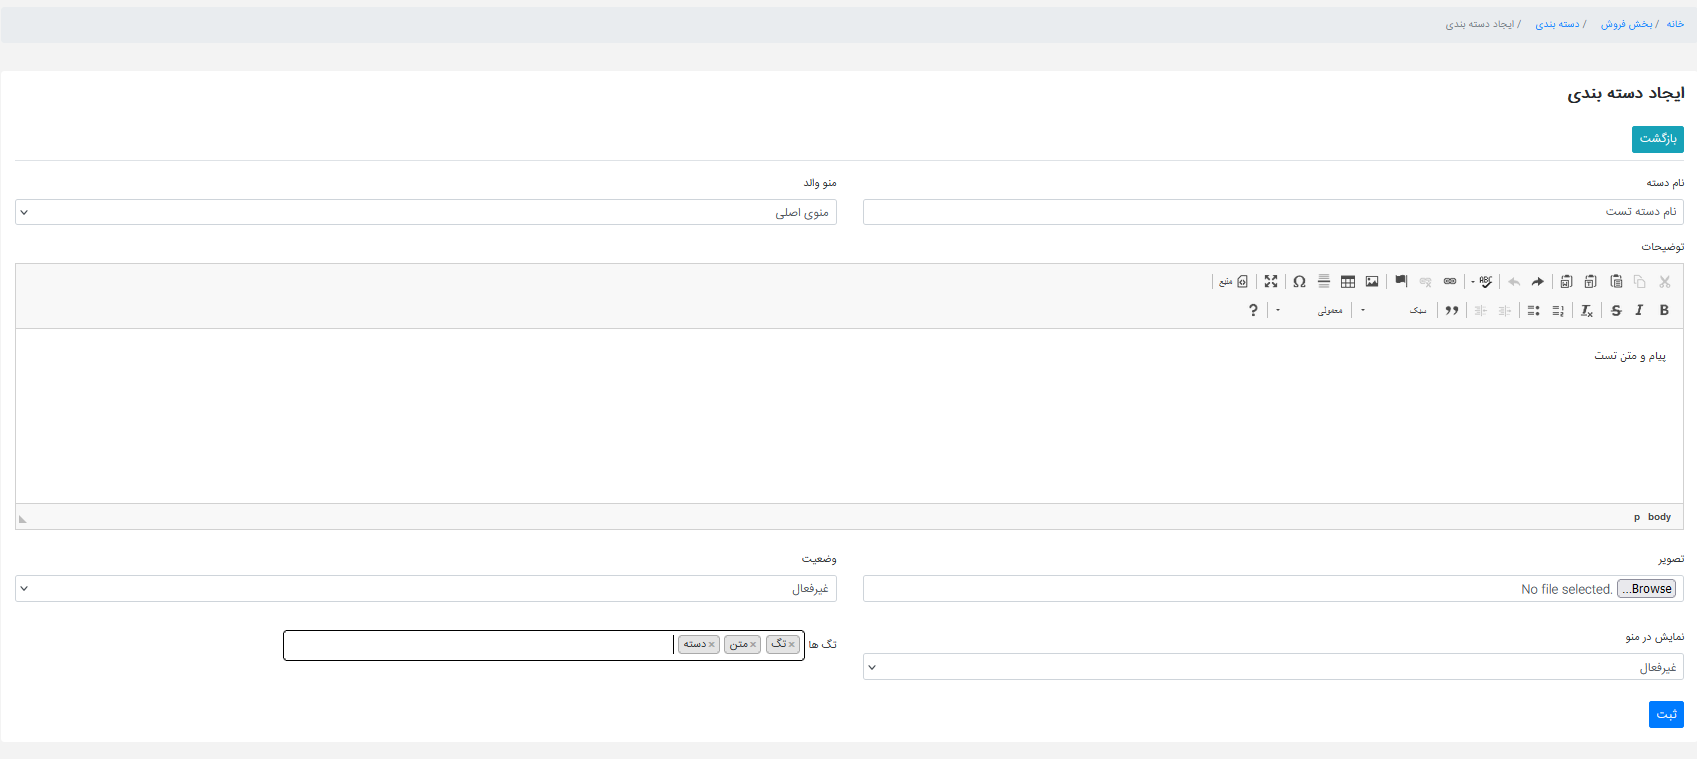 خانه / بخش فروش / دسته بندی / ایجاد دسته بندی
ایجاد دسته بندی
بازگشت
نام دسته
منو والد
نام دسته تست
منوی اصلی
توضیحات
ABC
Ω
منبع
B I S
سبک
معمولی
?
پیام و متن تست
body p
تصویر
وضعیت
Browse... No file selected.
غیرفعال
نمایش در منو
تگ ها
×تگ ×متن ×دسته
غیرفعال
ثبت